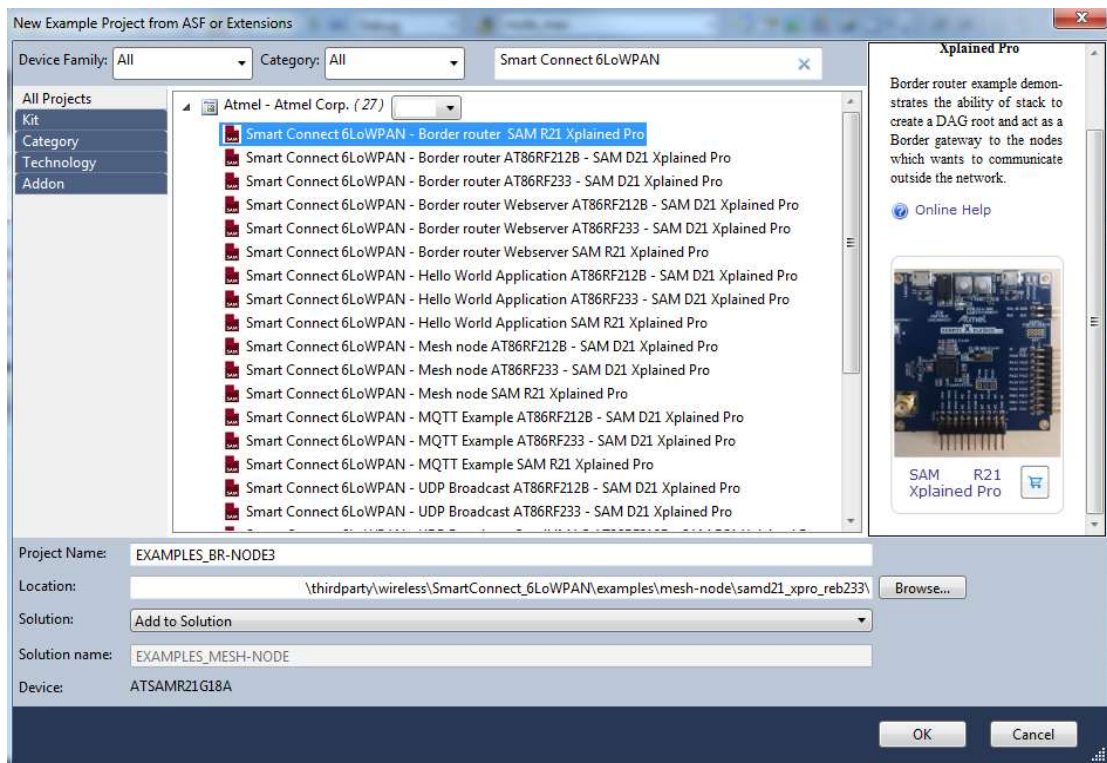 New Example Project from ASF or Extensions
Device Family: All Category: All Smart Connect 6LoWPAN
All Projects
Kit
Category
Technology
Addon
Atmel - Atmel Corp. (27)
Smart Connect 6LoWPAN - Border router SAM R21 Xplained Pro
Smart Connect 6LoWPAN - Border router AT86RF212B - SAM D21 Xplained Pro
Smart Connect 6LoWPAN - Border router AT86RF233 - SAM D21 Xplained Pro
Smart Connect 6LoWPAN - Border router Webserver AT86RF212B - SAM D21 Xplained Pro
Smart Connect 6LoWPAN - Border router Webserver AT86RF233 - SAM D21 Xplained Pro
Smart Connect 6LoWPAN - Border router Webserver SAM R21 Xplained Pro
Smart Connect 6LoWPAN - Hello World Application AT86RF212B - SAM D21 Xplained Pro
Smart Connect 6LoWPAN - Hello World Application AT86RF233 - SAM D21 Xplained Pro
Smart Connect 6LoWPAN - Hello World Application SAM R21 Xplained Pro
Smart Connect 6LoWPAN - Mesh node AT86RF212B - SAM D21 Xplained Pro
Smart Connect 6LoWPAN - Mesh node AT86RF233 - SAM D21 Xplained Pro
Smart Connect 6LoWPAN - Mesh node SAM R21 Xplained Pro
Smart Connect 6LoWPAN - MQTT Example AT86RF212B - SAM D21 Xplained Pro
Smart Connect 6LoWPAN - MQTT Example AT86RF233 - SAM D21 Xplained Pro
Smart Connect 6LoWPAN - MQTT Example SAM R21 Xplained Pro
Smart Connect 6LoWPAN - UDP Broadcast AT86RF212B - SAM D21 Xplained Pro
Smart Connect 6LoWPAN - UDP Broadcast AT86RF233 - SAM D21 Xplained Pro
Xplained Pro
Border router example demon-
strates the ability of stack to
create a DAG root and act as a
Border gateway to the nodes
which wants to communicate
outside the network.
Online Help
Atmel
SAM R21
Xplained Pro
Project Name: EXAMPLES_BR-NODE3
Location: \thirdparty\wireless\SmartConnect_6LoWPAN\examples\mesh-node\samd21_xpro_reb233\ Browse...
Solution: Add to Solution
Solution name: EXAMPLES_MESH-NODE
Device: ATSAMR21G18A
OK Cancel